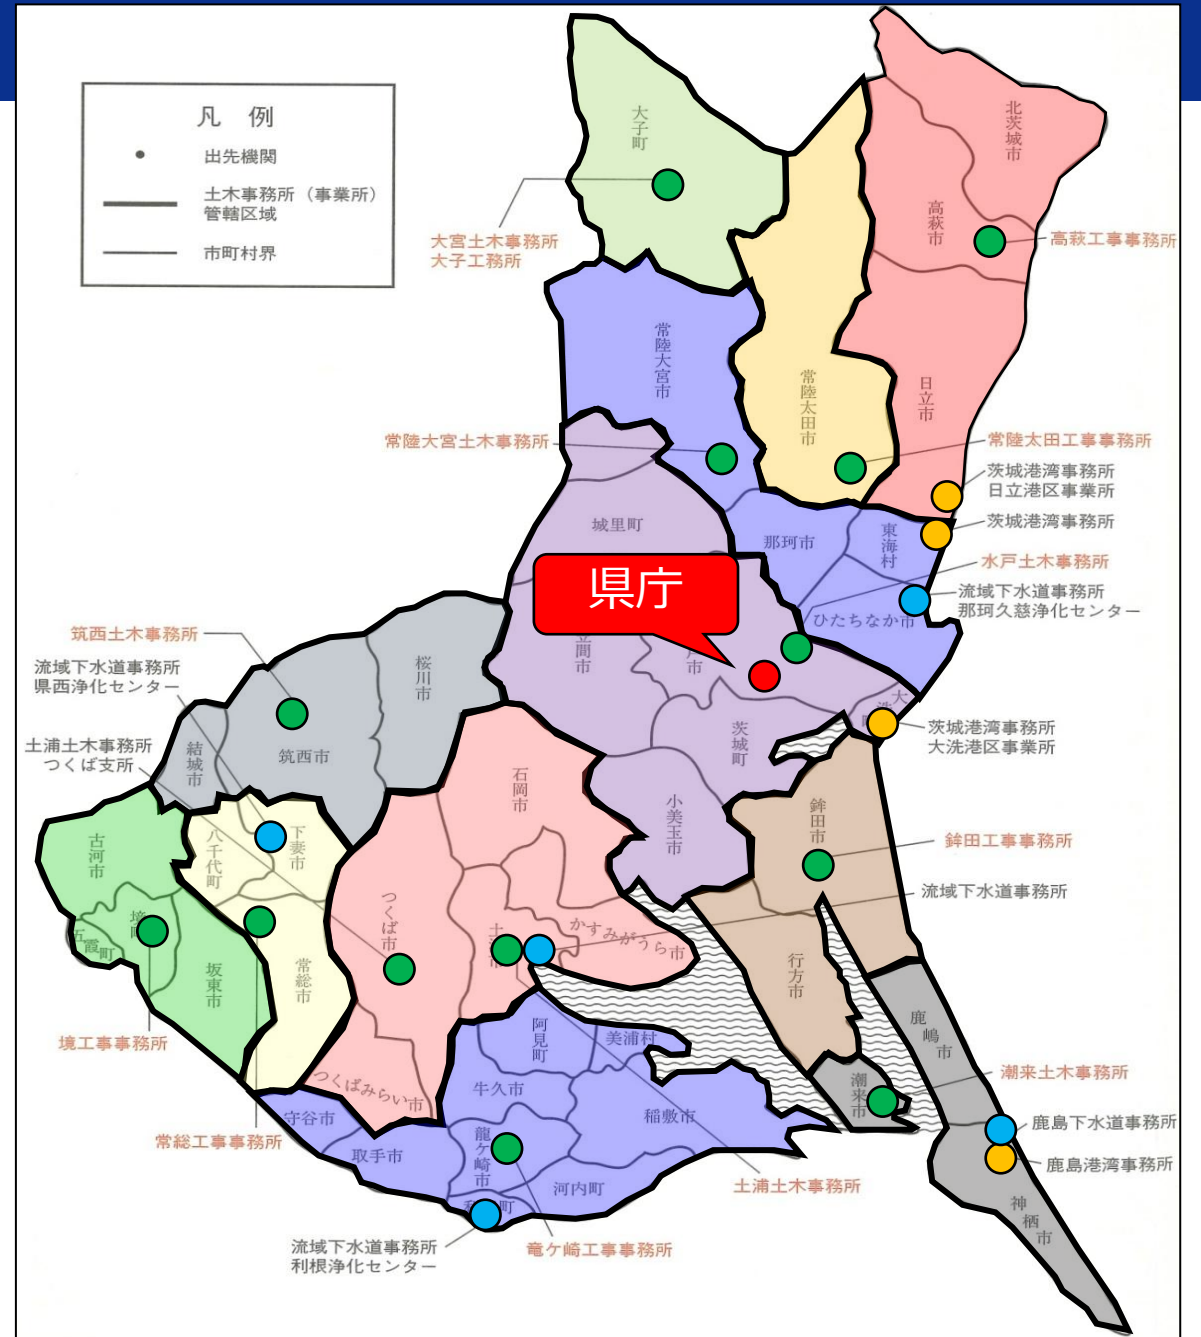 凡 例
出先機関
土木事務所（事業所）
管轄区域
市町村界
大子町
北茨城市
高萩市
大宮土木事務所
大子工務所
高萩工事事務所
常陸大宮市
常陸太田市
日立市
常陸大宮土木事務所
常陸太田工事事務所
茨城港湾事務所
日立港区事業所
茨城港湾事務所
城里町
那珂市
東海村
水戸土木事務所
県庁
流域下水道事務所
那珂久慈浄化センター
ひたちなか市
筑西土木事務所
間市
市
桜川市
流域下水道事務所
県西浄化センター
大
茨城町
茨城港湾事務所
大洗港区事業所
土浦土木事務所
つくば支所
結城市
筑西市
石岡市
小美玉市
鉾田市
古河市
八千代町
下妻市
鉾田工事事務所
流域下水道事務所
つくば市
かすみがうら市
五霞町
坂東市
常総市
行方市
鹿嶋市
境工事事務所
阿見町
美浦村
潮来市
潮来土木事務所
つくばみらい市
牛久市
稲敷市
守谷市
鹿島下水道事務所
常総工事事務所
取手市
龍ケ崎市
鹿島港湾事務所
河内町
土浦土木事務所
町
神栖市
流域下水道事務所
利根浄化センター
竜ケ崎工事事務所